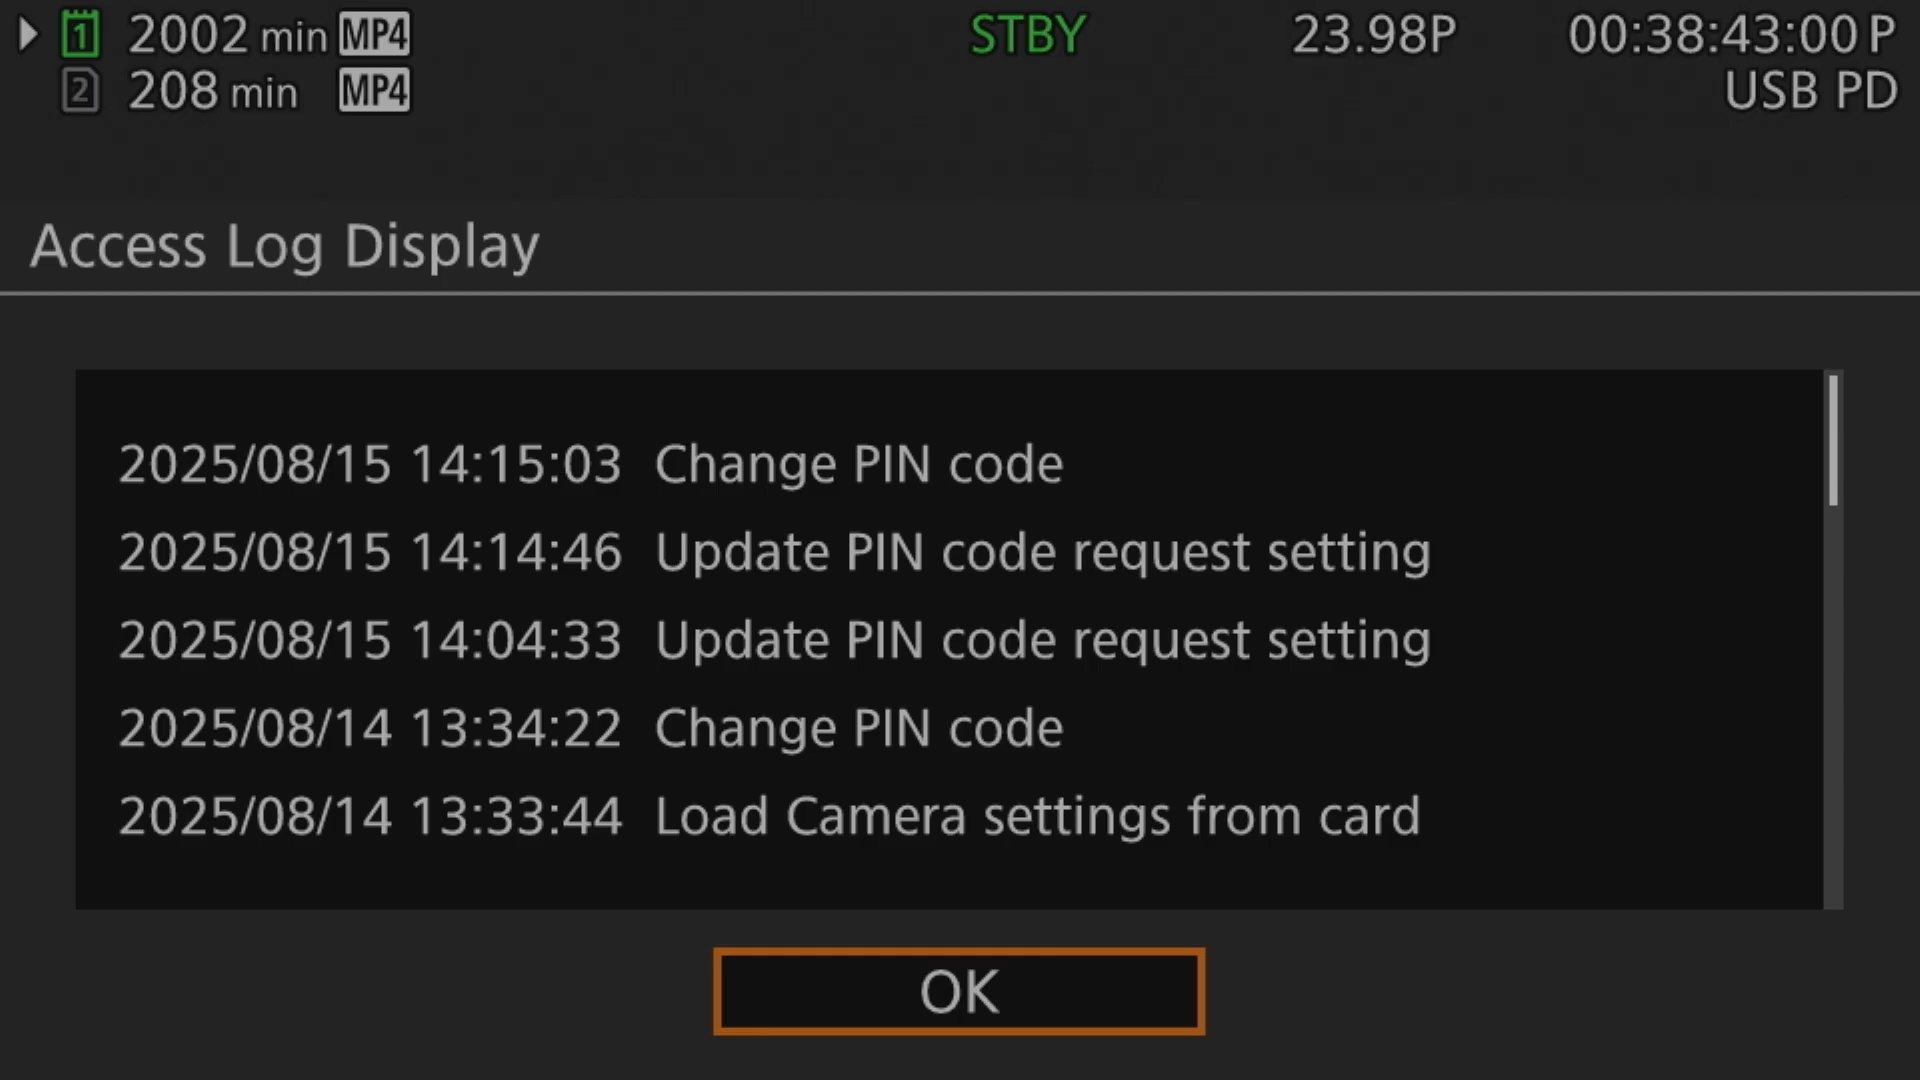 1 2002 min MP4 STBY 23.98P 00:38:43:00 P
2 208 min MP4 USB PD
Access Log Display
2025/08/15 14:15:03 Change PIN code
2025/08/15 14:14:46 Update PIN code request setting
2025/08/15 14:04:33 Update PIN code request setting
2025/08/14 13:34:22 Change PIN code
2025/08/14 13:33:44 Load Camera settings from card
OK